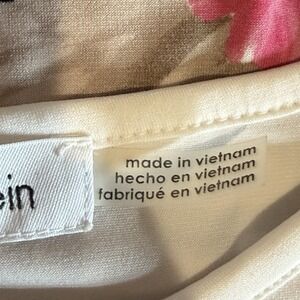 ein
made in vietnam
hecho en vietnam
fabriqué en vietnam